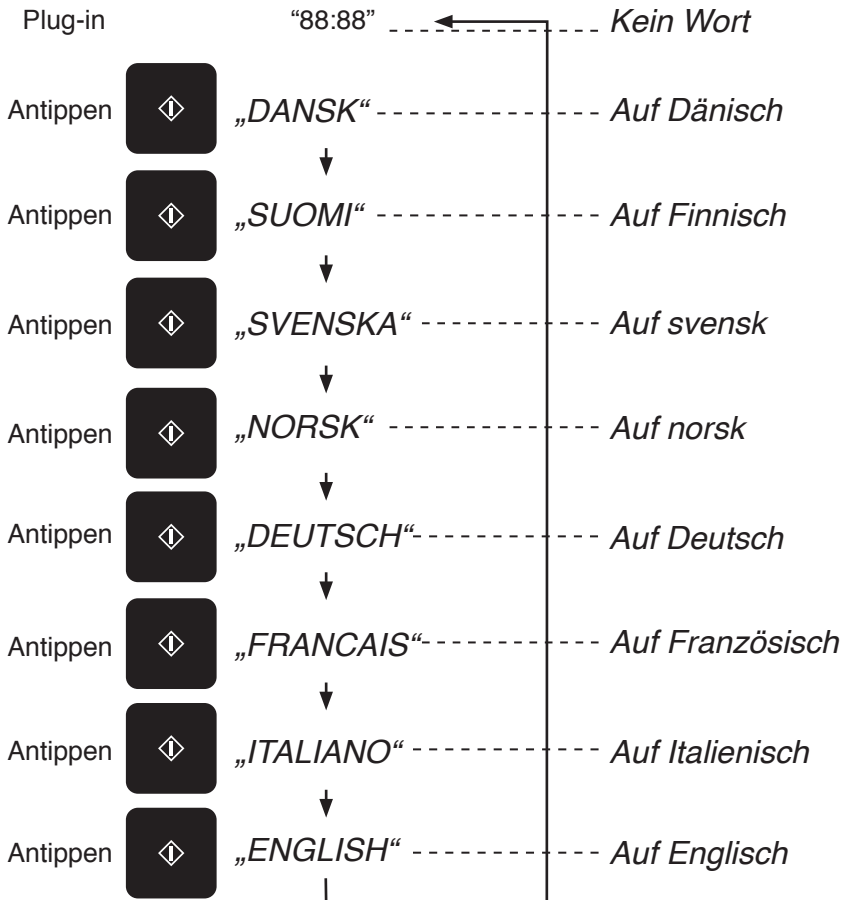 Plug-in “88:88” Kein Wort
Antippen „DANSK“ Auf Dänisch
Antippen „SUOMI“ Auf Finnisch
Antippen „SVENSKA“ Auf svensk
Antippen „NORSK“ Auf norsk
Antippen „DEUTSCH“ Auf Deutsch
Antippen „FRANCAIS“ Auf Französisch
Antippen „ITALIANO“ Auf Italienisch
Antippen „ENGLISH“ Auf Englisch